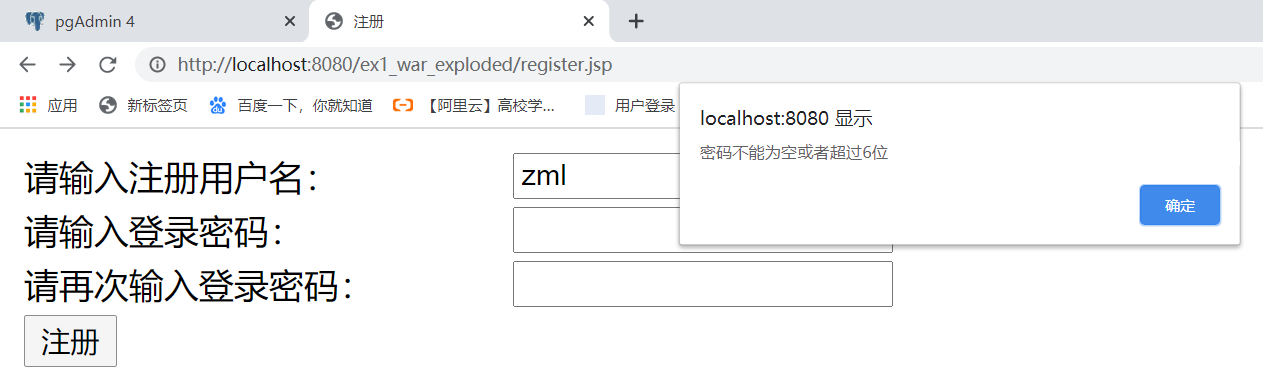 pgAdmin 4
注册
http://localhost:8080/ex1_war_exploded/register.jsp
应用 新标签页 百度一下，你就知道 【阿里云】高校学... 用户登录
localhost:8080 显示
密码不能为空或者超过6位
确定
请输入注册用户名： zml
请输入登录密码：
请再次输入登录密码：
注册